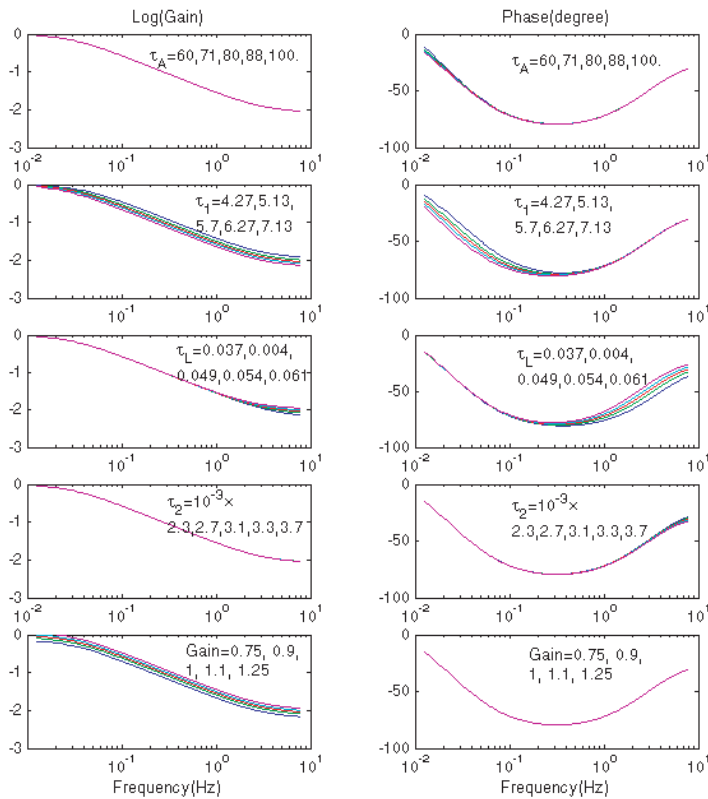 Log(Gain) Phase(degree)
0 0
τA=60,71,80,88,100. τA=60,71,80,88,100.
-1 -50
-2
-3 -100
10-2 10-1 100 101 10-2 10-1 100 101
0 0
τ1=4.27,5.13, τ1=4.27,5.13,
-1 5.7,6.27,7.13 -50 5.7,6.27,7.13
-2
-3 -100
10-1 100 101 10-1 100 101
0 0
τL=0.037,0.004, τL=0.037,0.004,
-1 0.049,0.054,0.061 -50 0.049,0.054,0.061
-2
-3 -100
10-1 100 101 10-1 100 101
0 0
τ2=10-3× τ2=10-3×
-1 2.3,2.7,3.1,3.3,3.7 -50 2.3,2.7,3.1,3.3,3.7
-2
-3 -100
10-1 100 101 10-2 10-1 100 101
0 0
Gain=0.75, 0.9, Gain=0.75, 0.9,
1, 1.1, 1.25 1, 1.1, 1.25
-1 -50
-2
-3 -100
10-2 10-1 100 101 10-2 10-1 100 101
Frequency(Hz) Frequency(Hz)